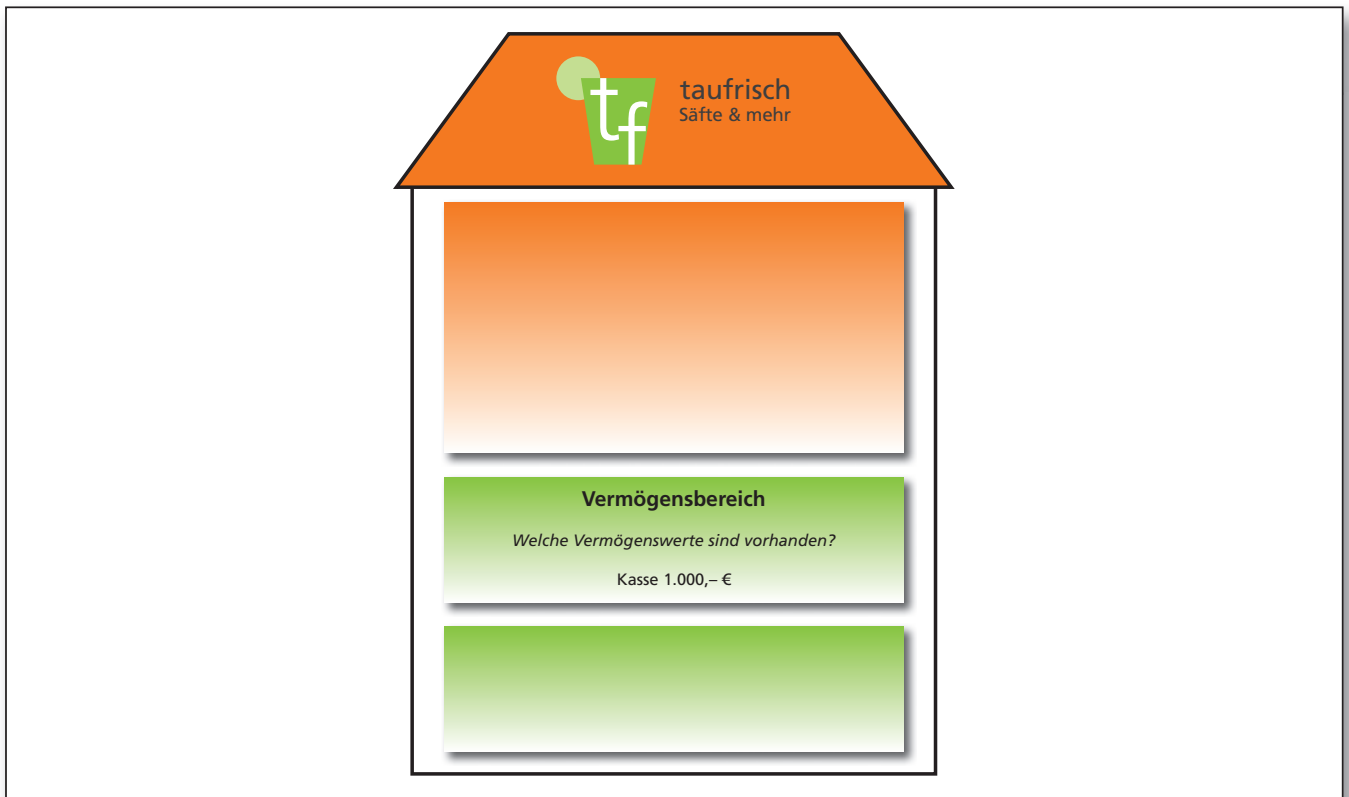 tf
taufrisch
Säfte & mehr
Vermögensbereich
Welche Vermögenswerte sind vorhanden?
Kasse 1.000,– €